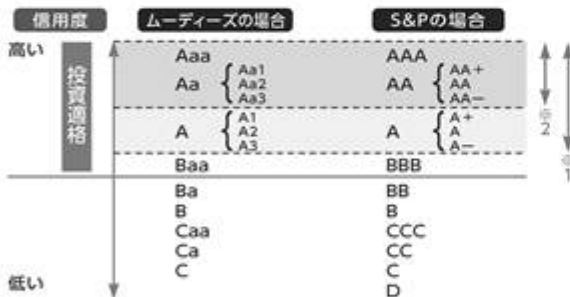 信用度 ムーディーズの場合 S&Pの場合
高い
投資適格
Aaa AAA
Aa Aa1 Aa2 Aa3 AA AA+ AA AA−
A A1 A2 A3 A A+ A A−
Baa BBB
Ba BB
B B
Caa CCC
Ca CC
C C
低い D
※2
※1